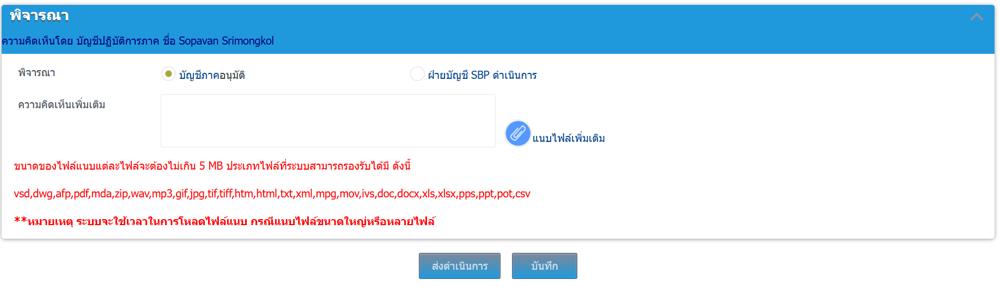 พิจารณา
ความคิดเห็นโดย บัญชีปฏิบัติการภาค ชื่อ Sopavan Srimongkol
พิจารณา บัญชีภาคอนุมัติ ฝ่ายบัญชี SBP ดำเนินการ
ความคิดเห็นเพิ่มเติม
แนบไฟล์เพิ่มเติม
ขนาดของไฟล์แนบแต่ละไฟล์จะต้องไม่เกิน 5 MB ประเภทไฟล์ที่ระบบสามารถรองรับได้มี ดังนี้
vsd,dwg,afp,pdf,mda,zip,wav,mp3,gif,jpg,tif,tiff,htm,html,txt,xml,mpg,mov,ivs,doc,docx,xls,xlsx,pps,ppt,pot,csv
**หมายเหตุ ระบบจะใช้เวลาในการโหลดไฟล์แนบ กรณีแนบไฟล์ขนาดใหญ่หรือหลายไฟล์
ส่งดำเนินการ บันทึก